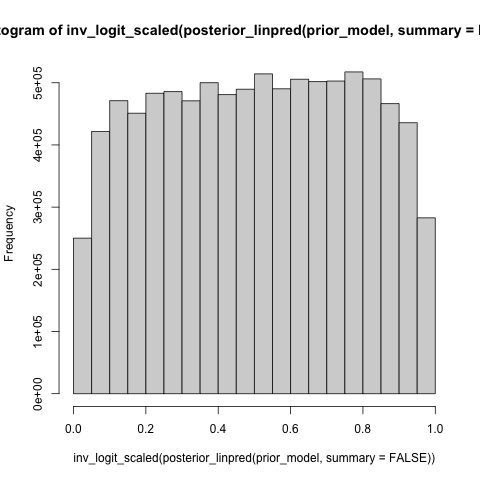 togram of inv_logit_scaled(posterior_linpred(prior_model, summary =
Frequency
5e+05
4e+05
3e+05
2e+05
1e+05
0e+00
0.0 0.2 0.4 0.6 0.8 1.0
inv_logit_scaled(posterior_linpred(prior_model, summary = FALSE))